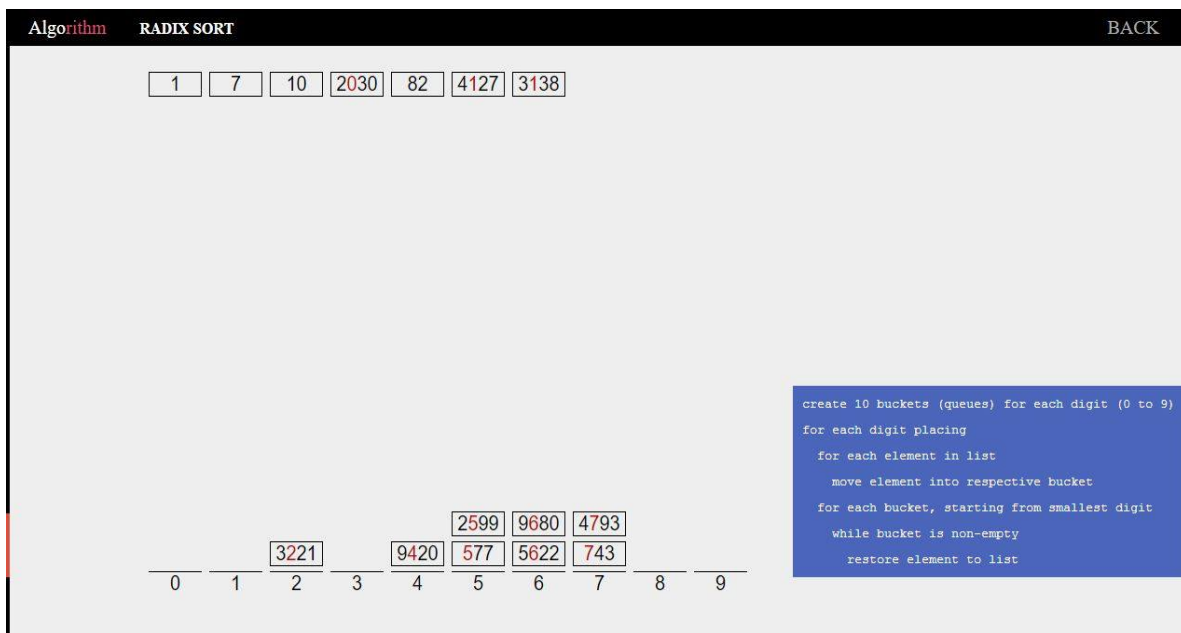 Algorithm RADIX SORT BACK
1 7 10 2030 82 4127 3138
create 10 buckets (queues) for each digit (0 to 9)
for each digit placing
for each element in list
move element into respective bucket
for each bucket, starting from smallest digit
while bucket is non-empty
restore element to list
2599 9680 4793
3221 9420 577 5622 743
0 1 2 3 4 5 6 7 8 9